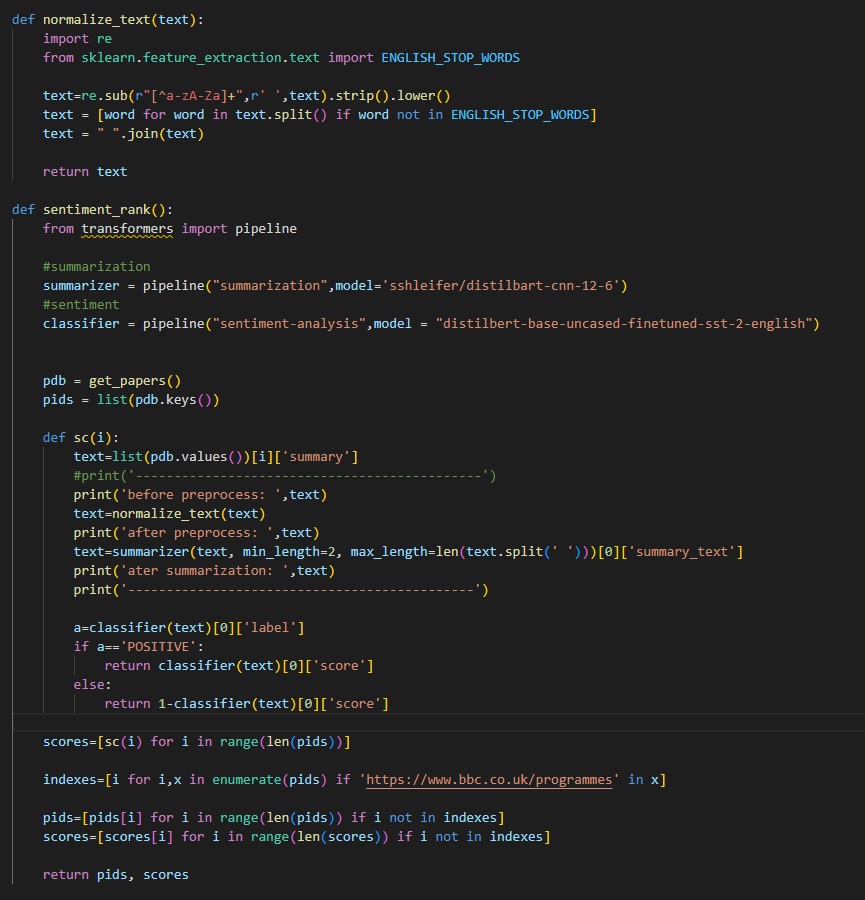 def normalize_text(text):
    import re
    from sklearn.feature_extraction.text import ENGLISH_STOP_WORDS

    text=re.sub(r"[^a-zA-Za]+",r' ',text).strip().lower()
    text = [word for word in text.split() if word not in ENGLISH_STOP_WORDS]
    text = " ".join(text)

    return text

def sentiment_rank():
    from transformers import pipeline

    #summarization
    summarizer = pipeline("summarization",model='sshleifer/distilbart-cnn-12-6')
    #sentiment
    classifier = pipeline("sentiment-analysis",model = "distilbert-base-uncased-finetuned-sst-2-english")


    pdb = get_papers()
    pids = list(pdb.keys())

    def sc(i):
        text=list(pdb.values())[i]['summary']
        #print('---------------------------------------------')
        print('before preprocess: ',text)
        text=normalize_text(text)
        print('after preprocess: ',text)
        text=summarizer(text, min_length=2, max_length=len(text.split(' ')))[0]['summary_text']
        print('ater summarization: ',text)
        print('---------------------------------------------')

        a=classifier(text)[0]['label']
        if a=='POSITIVE':
            return classifier(text)[0]['score']
        else:
            return 1-classifier(text)[0]['score']

    scores=[sc(i) for i in range(len(pids))]

    indexes=[i for i,x in enumerate(pids) if 'https://www.bbc.co.uk/programmes' in x]

    pids=[pids[i] for i in range(len(pids)) if i not in indexes]
    scores=[scores[i] for i in range(len(scores)) if i not in indexes]

    return pids, scores